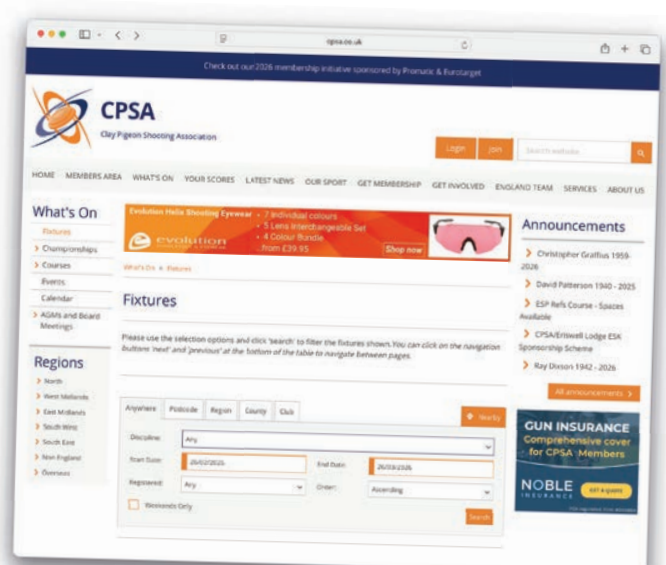 cpsa.co.uk
Check out our 2026 membership initiative sponsored by Promatic & Eurotarget
CPSA
Clay Pigeon Shooting Association
Login
Join
Search website
HOME MEMBERS AREA WHAT'S ON YOUR SCORES LATEST NEWS OUR SPORT GET MEMBERSHIP GET INVOLVED ENGLAND TEAM SERVICES ABOUT US
What's On
Fixtures
Championships
Courses
Events
Calendar
AGMs and Board
Meetings
Regions
North
West Midlands
East Midlands
South West
South East
Non England
Overseas
Evolution Helix Shooting Eyewear
evolution
• 7 Individual colours
• 5 Lens Interchangeable Set
• 4 Colour Bundle
from £39.95
Shop now
What's On » Fixtures
Fixtures
Please use the selection options and click 'search' to filter the fixtures shown. You can click on the navigation
buttons 'next' and 'previous' at the bottom of the table to navigate between pages.
Anywhere Postcode Region County Club
Nearby
Discipline: Any
Start Date: 26/02/2026 End Date: 26/03/2026
Registered: Any Order: Ascending
Weekends Only
Search
Announcements
Christopher Graffius 1959-
2026
David Patterson 1940 - 2025
ESP Refs Course - Spaces
Available
CPSA/Eriswell Lodge ESK
Sponsorship Scheme
Ray Dixson 1942 - 2026
All announcements
GUN INSURANCE
Comprehensive cover
for CPSA Members
NOBLE
INSURANCE
GET A QUOTE